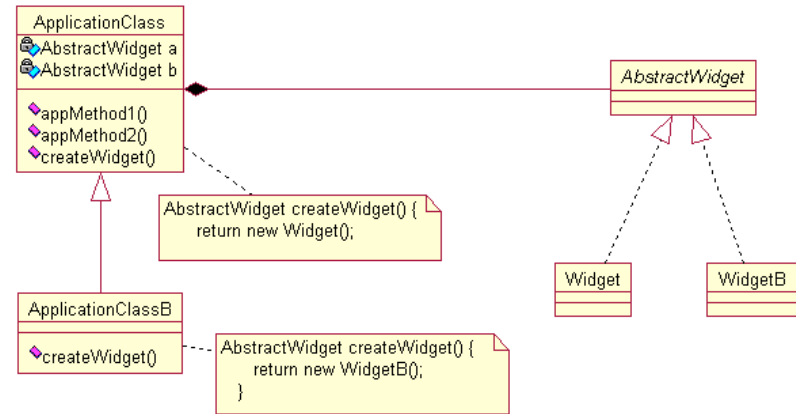 ApplicationClass
AbstractWidget a
AbstractWidget b
appMethod1()
appMethod2()
createWidget()
AbstractWidget
AbstractWidget createWidget() {
return new Widget();
Widget
WidgetB
ApplicationClassB
createWidget()
AbstractWidget createWidget() {
return new WidgetB();
}